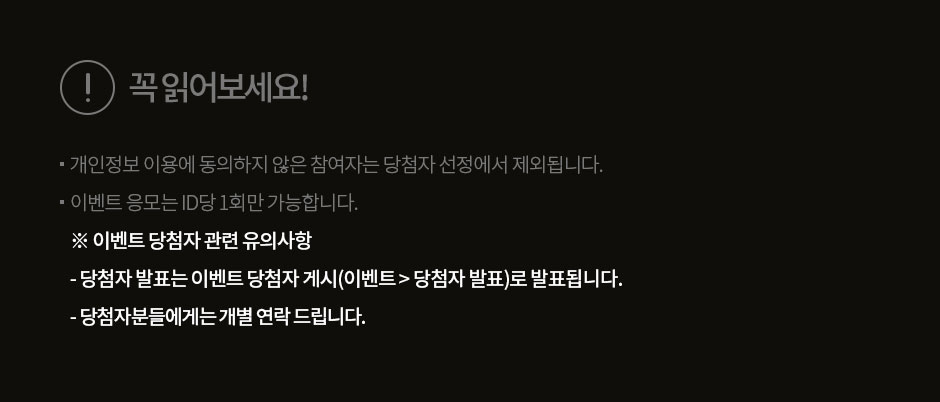 꼭 읽어보세요!
▪ 개인정보 이용에 동의하지 않은 참여자는 당첨자 선정에서 제외됩니다.
▪ 이벤트 응모는 ID당 1회만 가능합니다.
※ 이벤트 당첨자 관련 유의사항
- 당첨자 발표는 이벤트 당첨자 게시(이벤트 > 당첨자 발표)로 발표됩니다.
- 당첨자분들에게는 개별 연락 드립니다.